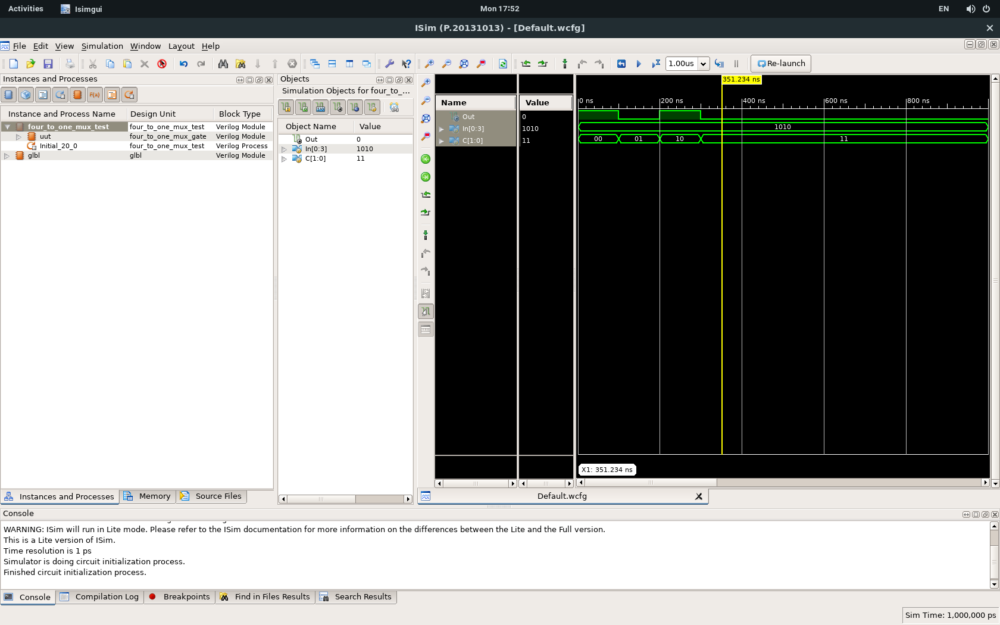 Activities Isimgui Mon 17:52 EN
ISim (P.20131013) - [Default.wcfg]
File Edit View Simulation Window Layout Help
1.00us Re-launch
Instances and Processes
Instance and Process Name Design Unit Block Type
four_to_one_mux_test four_to_one_mux_test Verilog Module
uut four_to_one_mux_gate Verilog Module
Initial_20_0 four_to_one_mux_test Verilog Process
glbl glbl Verilog Module
Instances and Processes Memory Source Files
Objects
Simulation Objects for four_to_...
Object Name Value
Out 0
In[0:3] 1010
C[1:0] 11
Name Value
Out 0
In[0:3] 1010
C[1:0] 11
351.234 ns
0 ns 200 ns 400 ns 600 ns 800 ns
1010
00 01 10 11
X1: 351.234 ns
Default.wcfg
Console
WARNING: ISim will run in Lite mode. Please refer to the ISim documentation for more information on the differences between the Lite and the Full version.
This is a Lite version of ISim.
Time resolution is 1 ps
Simulator is doing circuit initialization process.
Finished circuit initialization process.
Console Compilation Log Breakpoints Find in Files Results Search Results
Sim Time: 1,000,000 ps